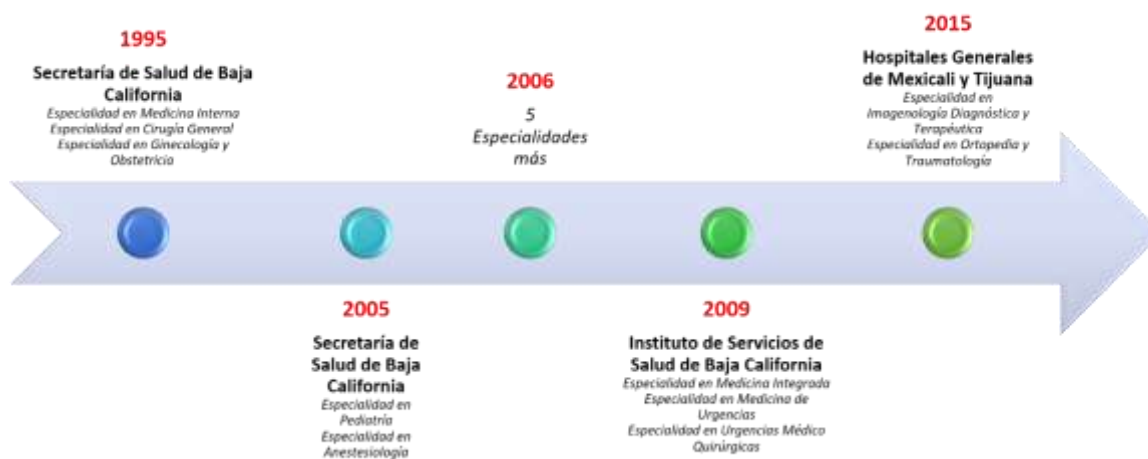 1995
Secretaría de Salud de Baja
California
Especialidad en Medicina Interna
Especialidad en Cirugía General
Especialidad en Ginecología y
Obstetricia
2005
Secretaría de
Salud de Baja
California
Especialidad en
Pediatría
Especialidad en
Anestesiología
2006
5
Especialidades
más
2009
Instituto de Servicios de
Salud de Baja California
Especialidad en Medicina Integrada
Especialidad en Medicina de
Urgencias
Especialidad en Urgencias Médico
Quirúrgicas
2015
Hospitales Generales
de Mexicali y Tijuana
Especialidad en
Imagenología Diagnóstica y
Terapéutica
Especialidad en Ortopedia y
Traumatología